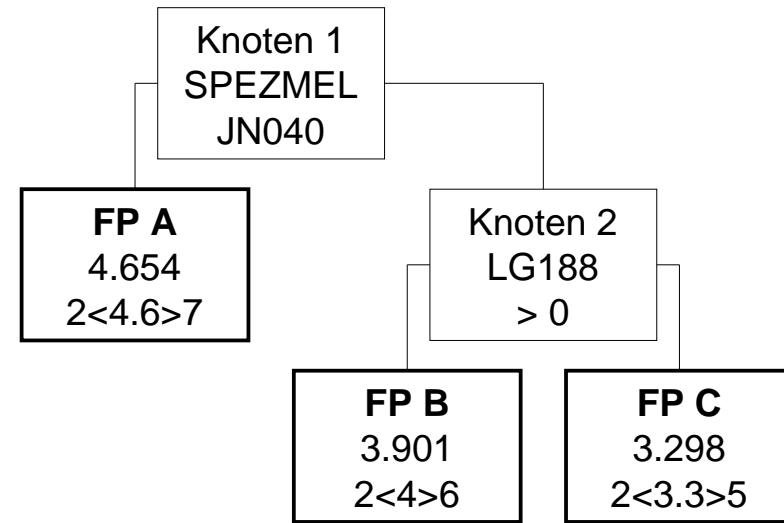 Knoten 1
SPEZMEL
JN040
FP A
4.654
2<4.6>7
Knoten 2
LG188
> 0
FP B
3.901
2<4>6
FP C
3.298
2<3.3>5